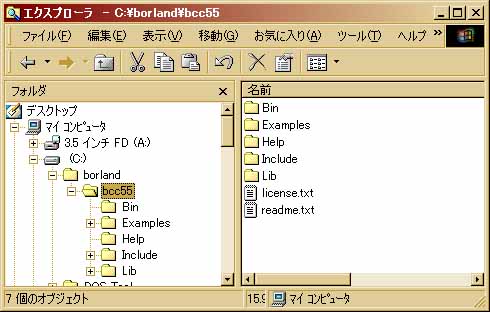 エクスプローラ - C:¥borland¥bcc55
ファイル(F) 編集(E) 表示(V) 移動(G) お気に入り(A) ツール(T) ヘルプ »
フォルダ
名前
デスクトップ
マイ コンピュータ
3.5 インチ FD (A:)
(C:)
borland
bcc55
Bin
Examples
Help
Include
Lib
Bin
Examples
Help
Include
Lib
license.txt
readme.txt
7 個のオブジェクト
マイ コンピュータ